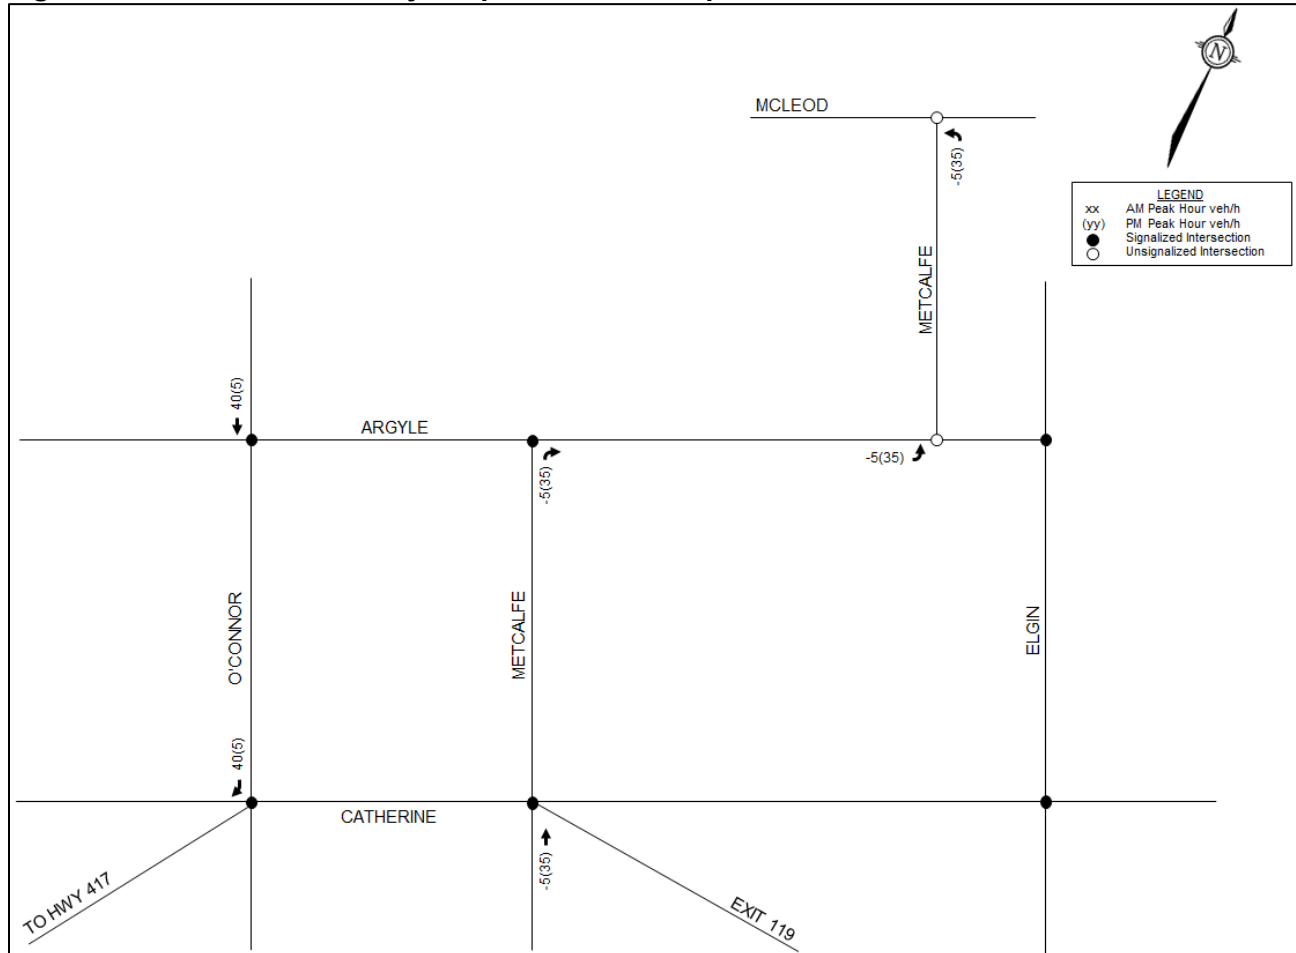 N
MCLEOD
-5(35)
LEGEND
xx AM Peak Hour veh/h
(yy) PM Peak Hour veh/h
Signalized Intersection
Unsignalized Intersection
METCALFE
40(5)
ARGYLE
-5(35)
-5(35)
O'CONNOR
METCALFE
ELGIN
40(5)
CATHERINE
-5(35)
TO HWY 417
EXIT 119